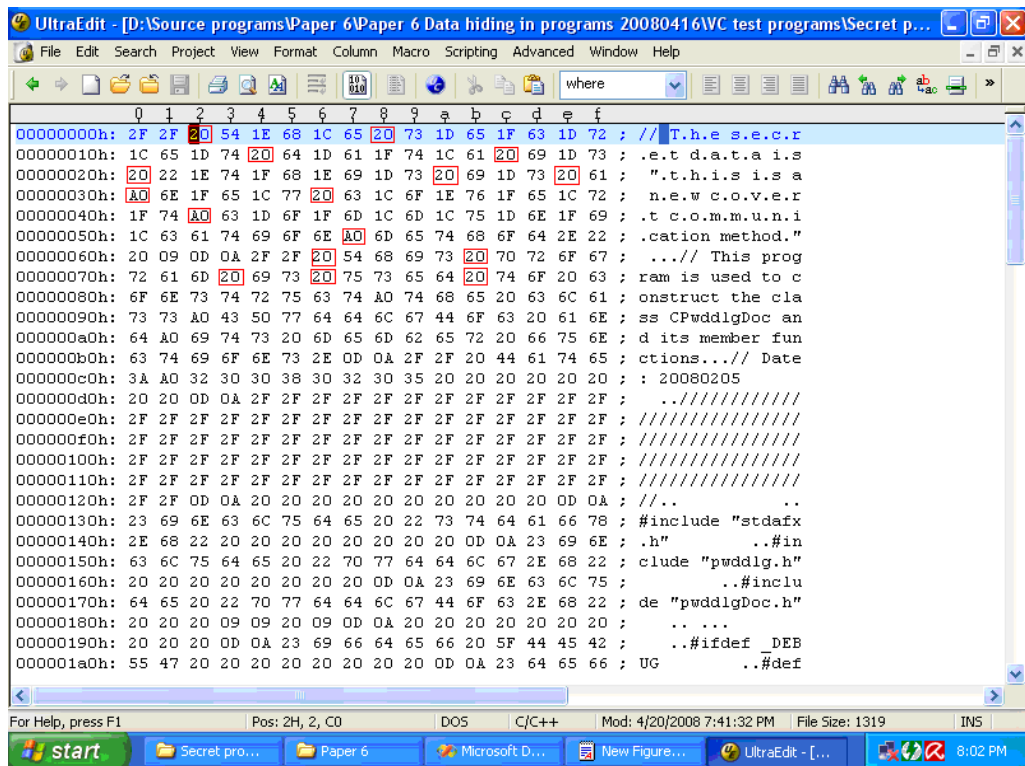 UltraEdit - [D:\Source programs\Paper 6\Paper 6 Data hiding in programs 20080416\VC test programs\Secret p...
File Edit Search Project View Format Column Macro Scripting Advanced Window Help
where
0 1 2 3 4 5 6 7 8 9 a b c d e f
00000000h: 2F 2F 20 54 1E 68 1C 65 20 73 1D 65 1F 63 1D 72 ; // T.h.e s.e.c.r
00000010h: 1C 65 1D 74 20 64 1D 61 1F 74 1C 61 20 69 1D 73 ; .e.t d.a.t.a i.s
00000020h: 20 22 1E 74 1F 68 1E 69 1D 73 20 69 1D 73 20 61 ;  ".t.h.i.s i.s a
00000030h: A0 6E 1F 65 1C 77 20 63 1C 6F 1E 76 1F 65 1C 72 ;  n.e.w c.o.v.e.r
00000040h: 1F 74 A0 63 1D 6F 1F 6D 1C 6D 1C 75 1D 6E 1F 69 ; .t c.o.m.m.u.n.i
00000050h: 1C 63 61 74 69 6F 6E A0 6D 65 74 68 6F 64 2E 22 ; .cation method."
00000060h: 20 09 0D 0A 2F 2F 20 54 68 69 73 20 70 72 6F 67 ;  ...// This prog
00000070h: 72 61 6D 20 69 73 20 75 73 65 64 20 74 6F 20 63 ; ram is used to c
00000080h: 6F 6E 73 74 72 75 63 74 A0 74 68 65 20 63 6C 61 ; onstruct the cla
00000090h: 73 73 A0 43 50 77 64 64 6C 67 44 6F 63 20 61 6E ; ss CPwddlgDoc an
000000a0h: 64 A0 69 74 73 20 6D 65 6D 62 65 72 20 66 75 6E ; d its member fun
000000b0h: 63 74 69 6F 6E 73 2E 0D 0A 2F 2F 20 44 61 74 65 ; ctions...// Date
000000c0h: 3A A0 32 30 30 38 30 32 30 35 20 20 20 20 20 20 ; : 20080205
000000d0h: 20 20 0D 0A 2F 2F 2F 2F 2F 2F 2F 2F 2F 2F 2F 2F ;   ..////////////
000000e0h: 2F 2F 2F 2F 2F 2F 2F 2F 2F 2F 2F 2F 2F 2F 2F 2F ; ////////////////
000000f0h: 2F 2F 2F 2F 2F 2F 2F 2F 2F 2F 2F 2F 2F 2F 2F 2F ; ////////////////
00000100h: 2F 2F 2F 2F 2F 2F 2F 2F 2F 2F 2F 2F 2F 2F 2F 2F ; ////////////////
00000110h: 2F 2F 2F 2F 2F 2F 2F 2F 2F 2F 2F 2F 2F 2F 2F 2F ; ////////////////
00000120h: 2F 2F 0D 0A 20 20 20 20 20 20 20 20 20 20 0D 0A ; //..          ..
00000130h: 23 69 6E 63 6C 75 64 65 20 22 73 74 64 61 66 78 ; #include "stdafx
00000140h: 2E 68 22 20 20 20 20 20 20 20 20 0D 0A 23 69 6E ; .h"        ..#in
00000150h: 63 6C 75 64 65 20 22 70 77 64 64 6C 67 2E 68 22 ; clude "pwddlg.h"
00000160h: 20 20 20 20 20 20 20 20 0D 0A 23 69 6E 63 6C 75 ;         ..#inclu
00000170h: 64 65 20 22 70 77 64 64 6C 67 44 6F 63 2E 68 22 ; de "pwddlgDoc.h"
00000180h: 20 20 20 09 09 20 09 0D 0A 20 20 20 20 20 20 20 ;    .. ...
00000190h: 20 20 20 0D 0A 23 69 66 64 65 66 20 5F 44 45 42 ;    ..#ifdef _DEB
000001a0h: 55 47 20 20 20 20 20 20 20 20 0D 0A 23 64 65 66 ; UG        ..#def
For Help, press F1 Pos: 2H, 2, C0 DOS C/C++ Mod: 4/20/2008 7:41:32 PM File Size: 1319 INS
start Secret pro... Paper 6 Microsoft D... New Figure... UltraEdit - [... 8:02 PM